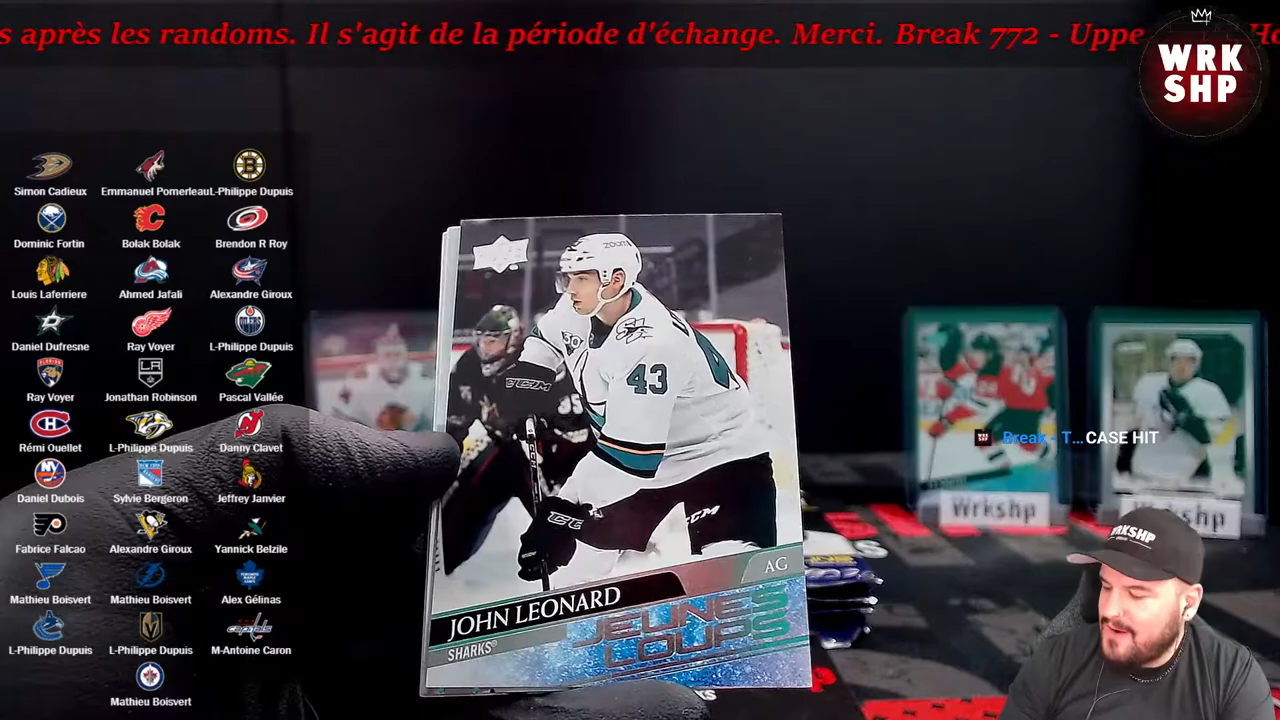 s après les randoms. Il s'agit de la période d'échange. Merci. Break 772 - Uppe
WRK
SHP
Simon Cadieux
Emmanuel Pomerleau
L-Philippe Dupuis
Dominic Fortin
Bolak Bolak
Brendon R Roy
Louis Laferriere
Ahmed Jafali
Alexandre Giroux
Daniel Dufresne
Ray Voyer
L-Philippe Dupuis
Ray Voyer
Jonathan Robinson
Pascal Vallée
Rémi Ouellet
L-Philippe Dupuis
Danny Clavet
Daniel Dubois
Sylvie Bergeron
Jeffrey Janvier
Fabrice Falcao
Alexandre Giroux
Yannick Belzile
Mathieu Boisvert
Mathieu Boisvert
Alex Gélinas
L-Philippe Dupuis
L-Philippe Dupuis
M-Antoine Caron
Mathieu Boisvert
zoom
43
CCM
CCM
AG
JOHN LEONARD
SHARKS
JEUNES
LOUPS
Break - T...CASE HIT
Wrkshp
WRKSHP